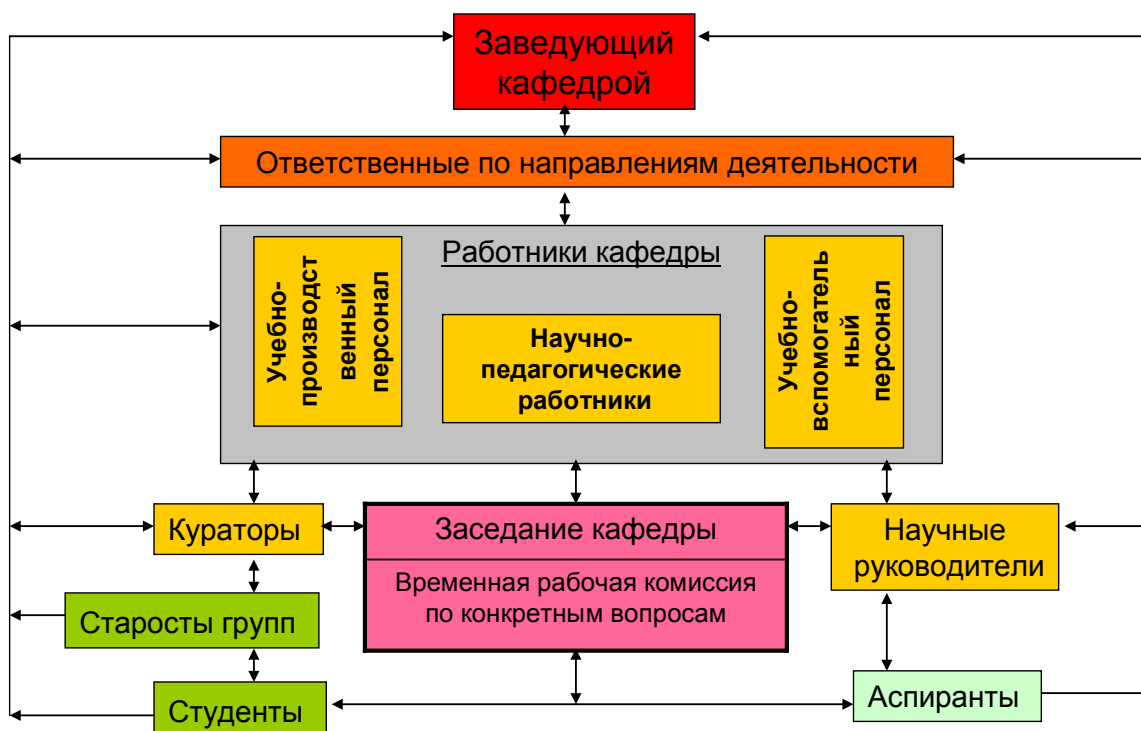 Заведующий
кафедрой
Ответственные по направлениям деятельности
Работники кафедры
Учебно-
производст
венный
персонал
Научно-
педагогические
работники
Учебно-
вспомогатель
ный
персонал
Кураторы
Заседание кафедры
Временная рабочая комиссия
по конкретным вопросам
Научные
руководители
Старосты групп
Студенты
Аспиранты